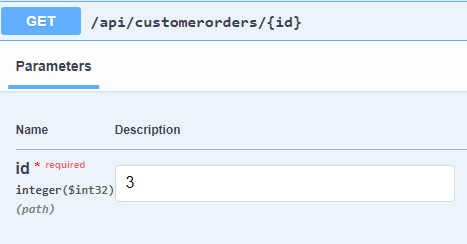 GET /api/customerorders/{id}
Parameters
Name Description
id * required
integer($int32)
(path)
3